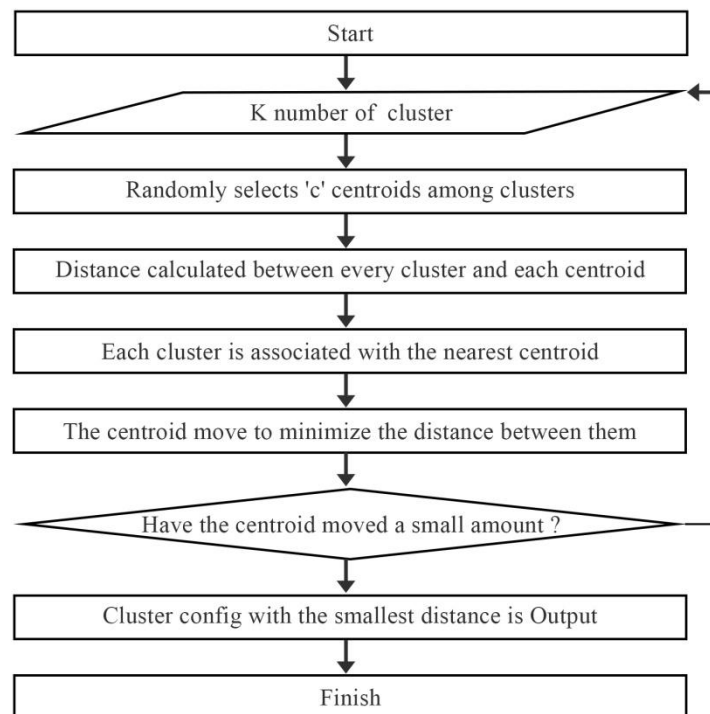 Start
K number of cluster
Randomly selects 'c' centroids among clusters
Distance calculated between every cluster and each centroid
Each cluster is associated with the nearest centroid
The centroid move to minimize the distance between them
Have the centroid moved a small amount ?
Cluster config with the smallest distance is Output
Finish